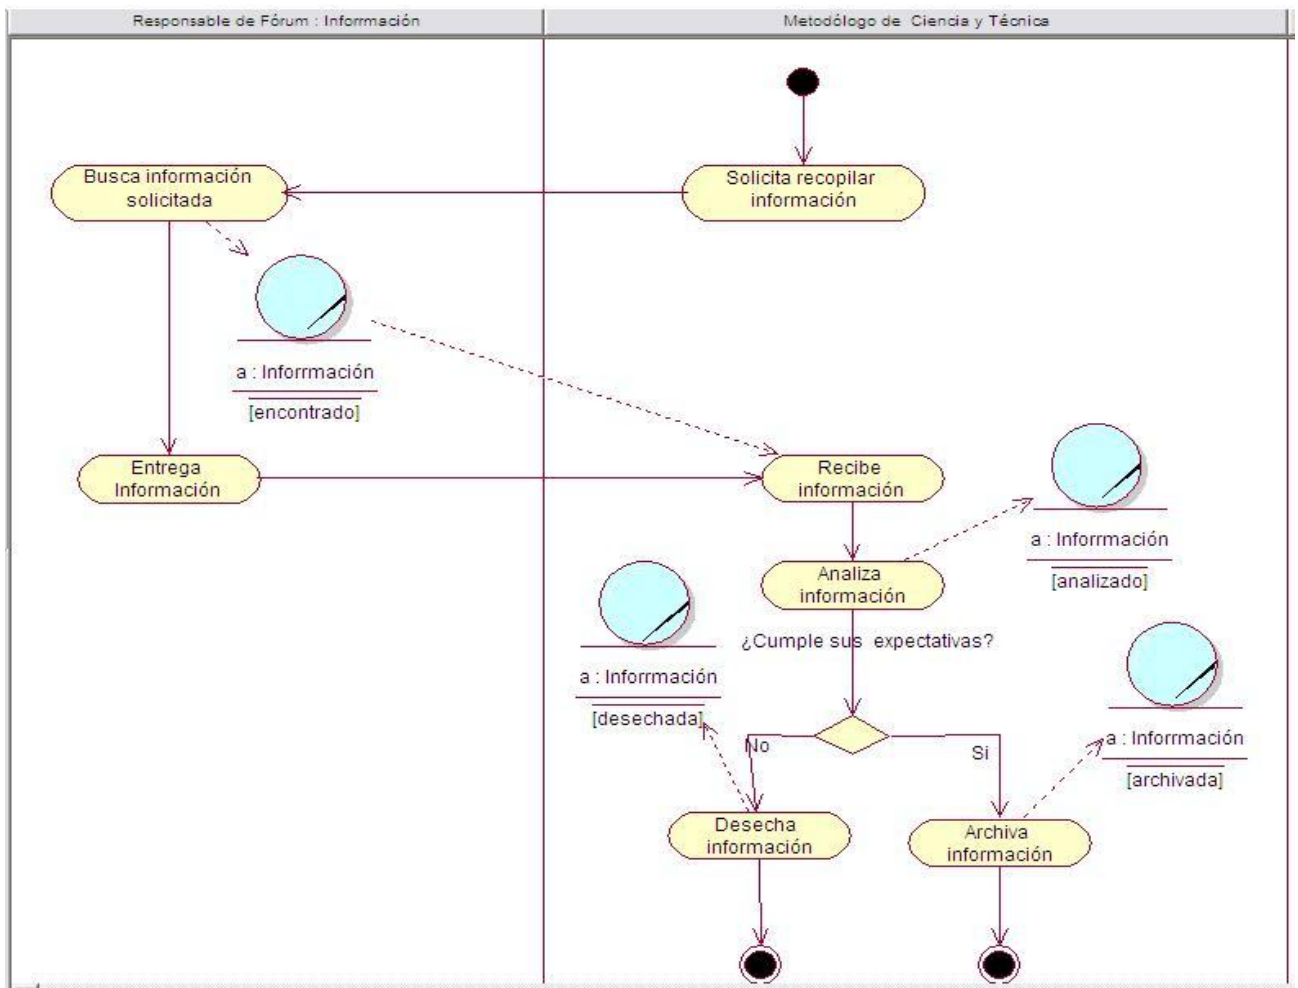 Responsable de Fórum : Inforrmación
Metodólogo de Ciencia y Técnica
Busca información
solicitada
Solicita recopilar
información
a : Inforrmación
[encontrado]
Entrega
Información
Recibe
información
a : Inforrmación
[analizado]
Analiza
información
¿Cumple sus expectativas?
a : Inforrmación
[desechada]
No
Si
a : Inforrmación
[archivada]
Desecha
información
Archiva
información